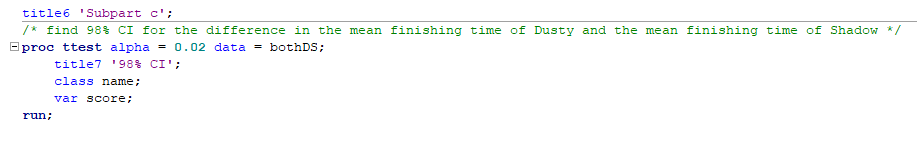 title6 'Subpart c';
/* find 98% CI for the difference in the mean finishing time of Dusty and the mean finishing time of Shadow */
proc ttest alpha = 0.02 data = bothDS;
title7 '98% CI';
class name;
var score;
run;